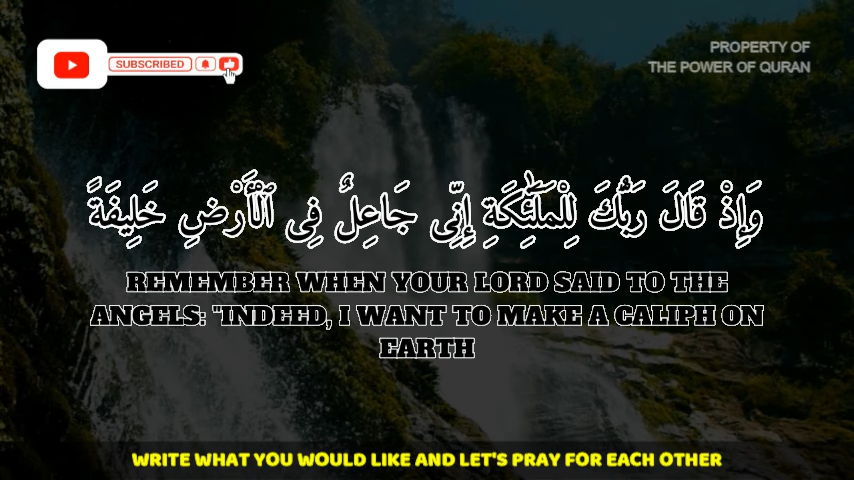 SUBSCRIBED
PROPERTY OF
THE POWER OF QURAN
وَإِذْ قَالَ رَبُّكَ لِلْمَلَٰٓئِكَةِ إِنِّى جَاعِلٌ فِى ٱلْأَرْضِ خَلِيفَةً
REMEMBER WHEN YOUR LORD SAID TO THE
ANGELS: "INDEED, I WANT TO MAKE A CALIPH ON
EARTH
WRITE WHAT YOU WOULD LIKE AND LET'S PRAY FOR EACH OTHER